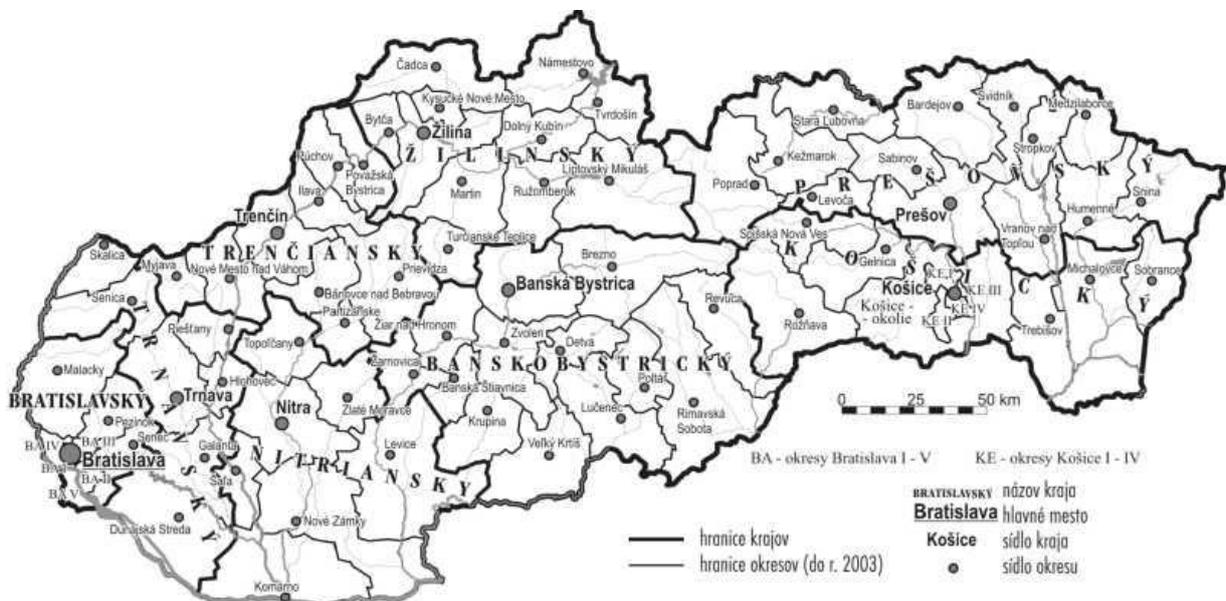 Čadca
Námestovo
Kysucké Nové Mesto
Tvrdošín
Bytča
Žilina
Dolný Kubín
ŽILINSKÝ
Púchov
Považská
Bystrica
Martin
Ružomberok
Liptovský Mikuláš
Ilava
Trenčín
Turčianske Teplice
TRENČIANSKY
Nové Mesto nad Váhom
Prievidza
Myjava
Bánovce nad Bebravou
Partizánske
Skalica
Senica
Piešťany
Topoľčany
Hlohovec
TRNAVSKÝ
Trnava
Malacky
BRATISLAVSKÝ
Pezinok
Senec
BA IV
BA III
BA I
BA II
BA V
Bratislava
Galanta
Šaľa
Dunajská Streda
Nitra
Zlaté Moravce
Levice
NITRIANSKY
Nové Zámky
Komárno
Brezno
Banská Bystrica
Žiar nad Hronom
Zvolen
Detva
Žarnovica
BANSKOBYSTRICKÝ
Banská Štiavnica
Krupina
Veľký Krtíš
Lučenec
Poltár
Rimavská
Sobota
Revúca
Stará Ľubovňa
Bardejov
Svidník
Medzilaborce
Stropkov
Kežmarok
Sabinov
Poprad
Levoča
PREŠOVSKÝ
Prešov
Snina
Humenné
Vranov nad
Topľou
Spišská Nová Ves
Gelnica
KOŠICKÝ
KE I
KE III
Košice
KE IV
KE II
Košice -
okolie
Rožňava
Michalovce
Sobrance
Trebišov
0 25 50 km
BA - okresy Bratislava I - V
KE - okresy Košice I - IV
BRATISLAVSKÝ názov kraja
Bratislava hlavné mesto
Košice sídlo kraja
sídlo okresu
hranice krajov
hranice okresov (do r. 2003)